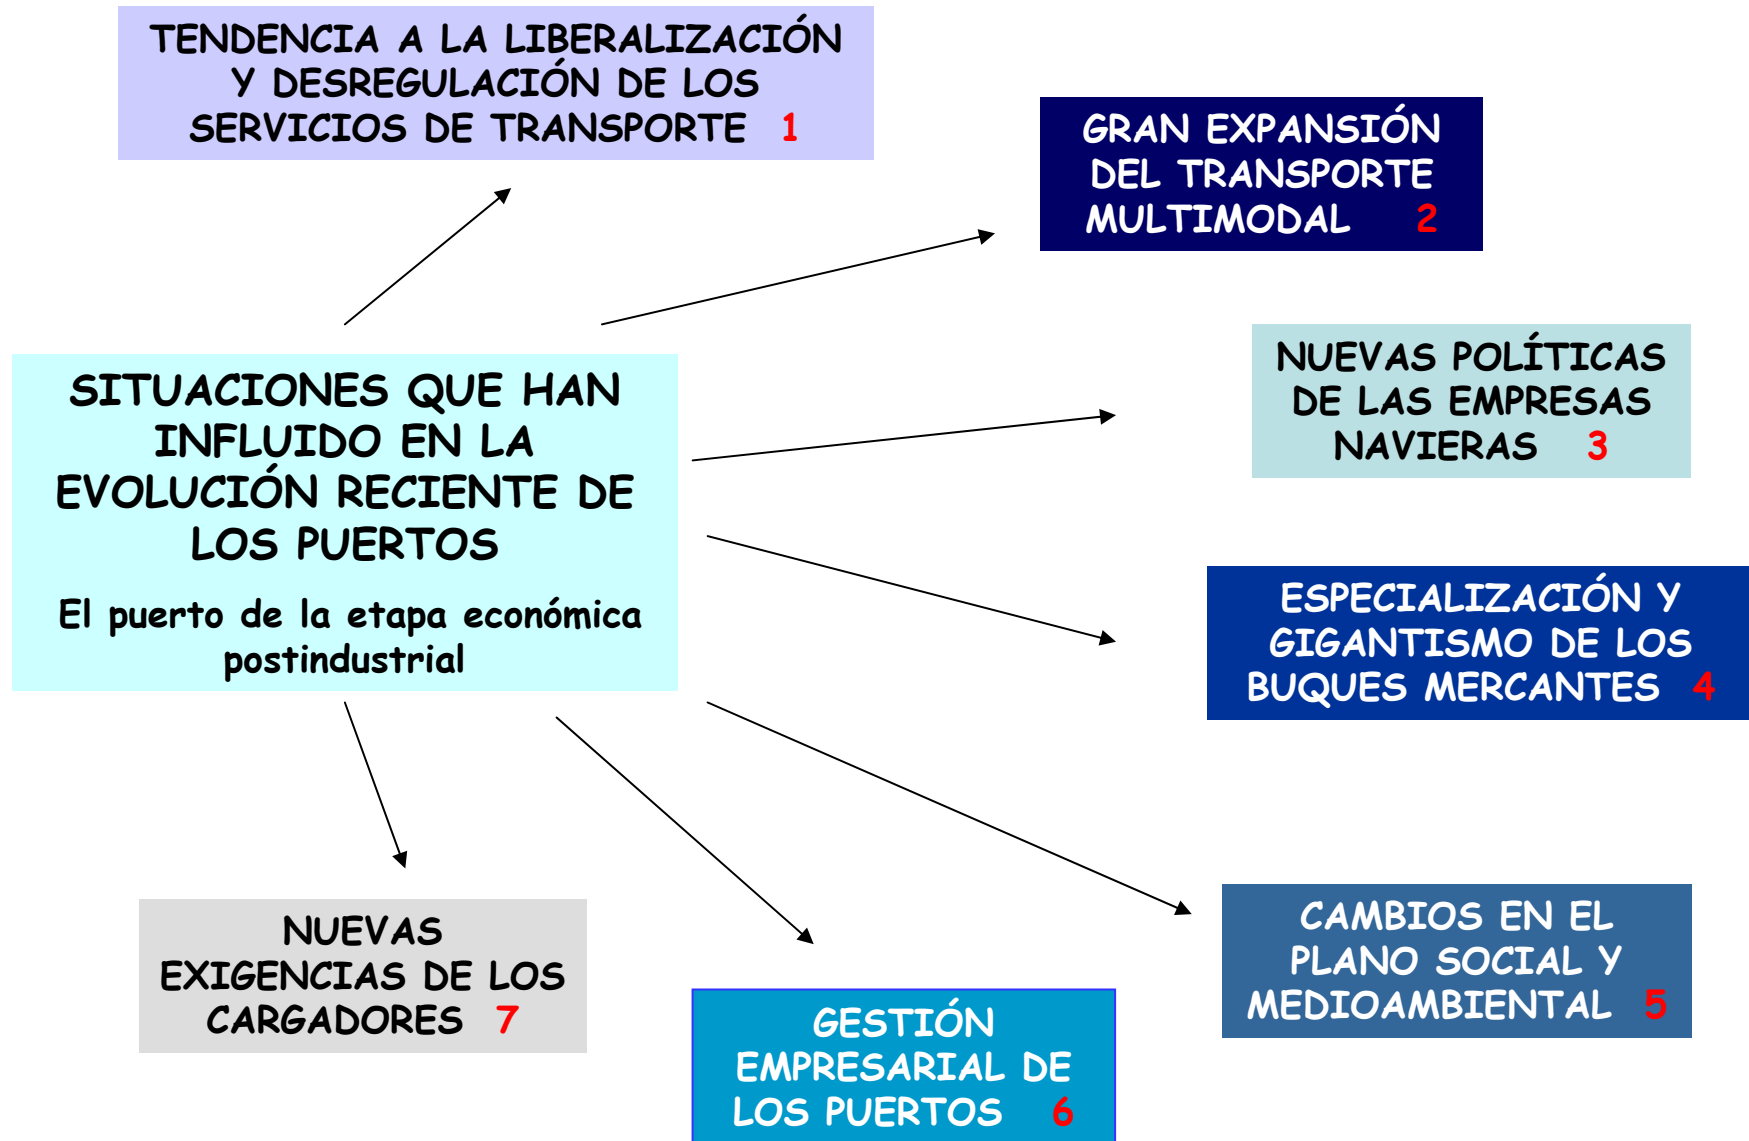 TENDENCIA A LA LIBERALIZACIÓN
Y DESREGULACIÓN DE LOS
SERVICIOS DE TRANSPORTE 1
GRAN EXPANSIÓN
DEL TRANSPORTE
MULTIMODAL 2
NUEVAS POLÍTICAS
DE LAS EMPRESAS
NAVIERAS 3
SITUACIONES QUE HAN
INFLUIDO EN LA
EVOLUCIÓN RECIENTE DE
LOS PUERTOS
El puerto de la etapa económica
postindustrial
ESPECIALIZACIÓN Y
GIGANTISMO DE LOS
BUQUES MERCANTES 4
CAMBIOS EN EL
PLANO SOCIAL Y
MEDIOAMBIENTAL 5
GESTIÓN
EMPRESARIAL DE
LOS PUERTOS 6
NUEVAS
EXIGENCIAS DE LOS
CARGADORES 7